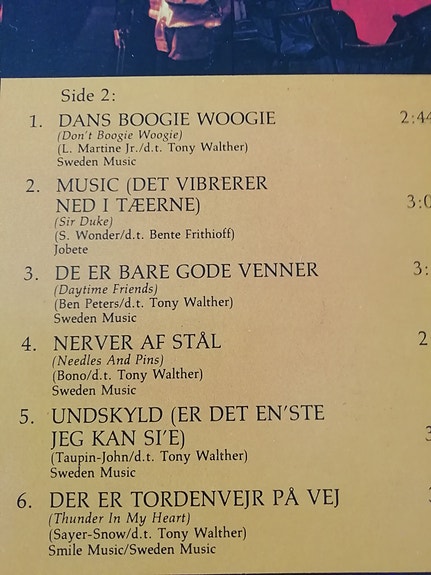 Side 2:
1. DANS BOOGIE WOOGIE 2:44
(Don't Boogie Woogie)
(L. Martine Jr./d.t. Tony Walther)
Sweden Music
2. MUSIC (DET VIBRERER
NED I TÆERNE) 3:0
(Sir Duke)
(S. Wonder/d.t. Bente Frithioff)
Jobete
3. DE ER BARE GODE VENNER 3:
(Daytime Friends)
(Ben Peters/d.t. Tony Walther)
Sweden Music
4. NERVER AF STÅL 2
(Needles And Pins)
(Bono/d.t. Tony Walther)
Sweden Music
5. UNDSKYLD (ER DET EN'STE
JEG KAN SI'E)
(Taupin-John/d.t. Tony Walther)
Sweden Music
6. DER ER TORDENVEJR PÅ VEJ
(Thunder In My Heart)
(Sayer-Snow/d.t. Tony Walther)
Smile Music/Sweden Music